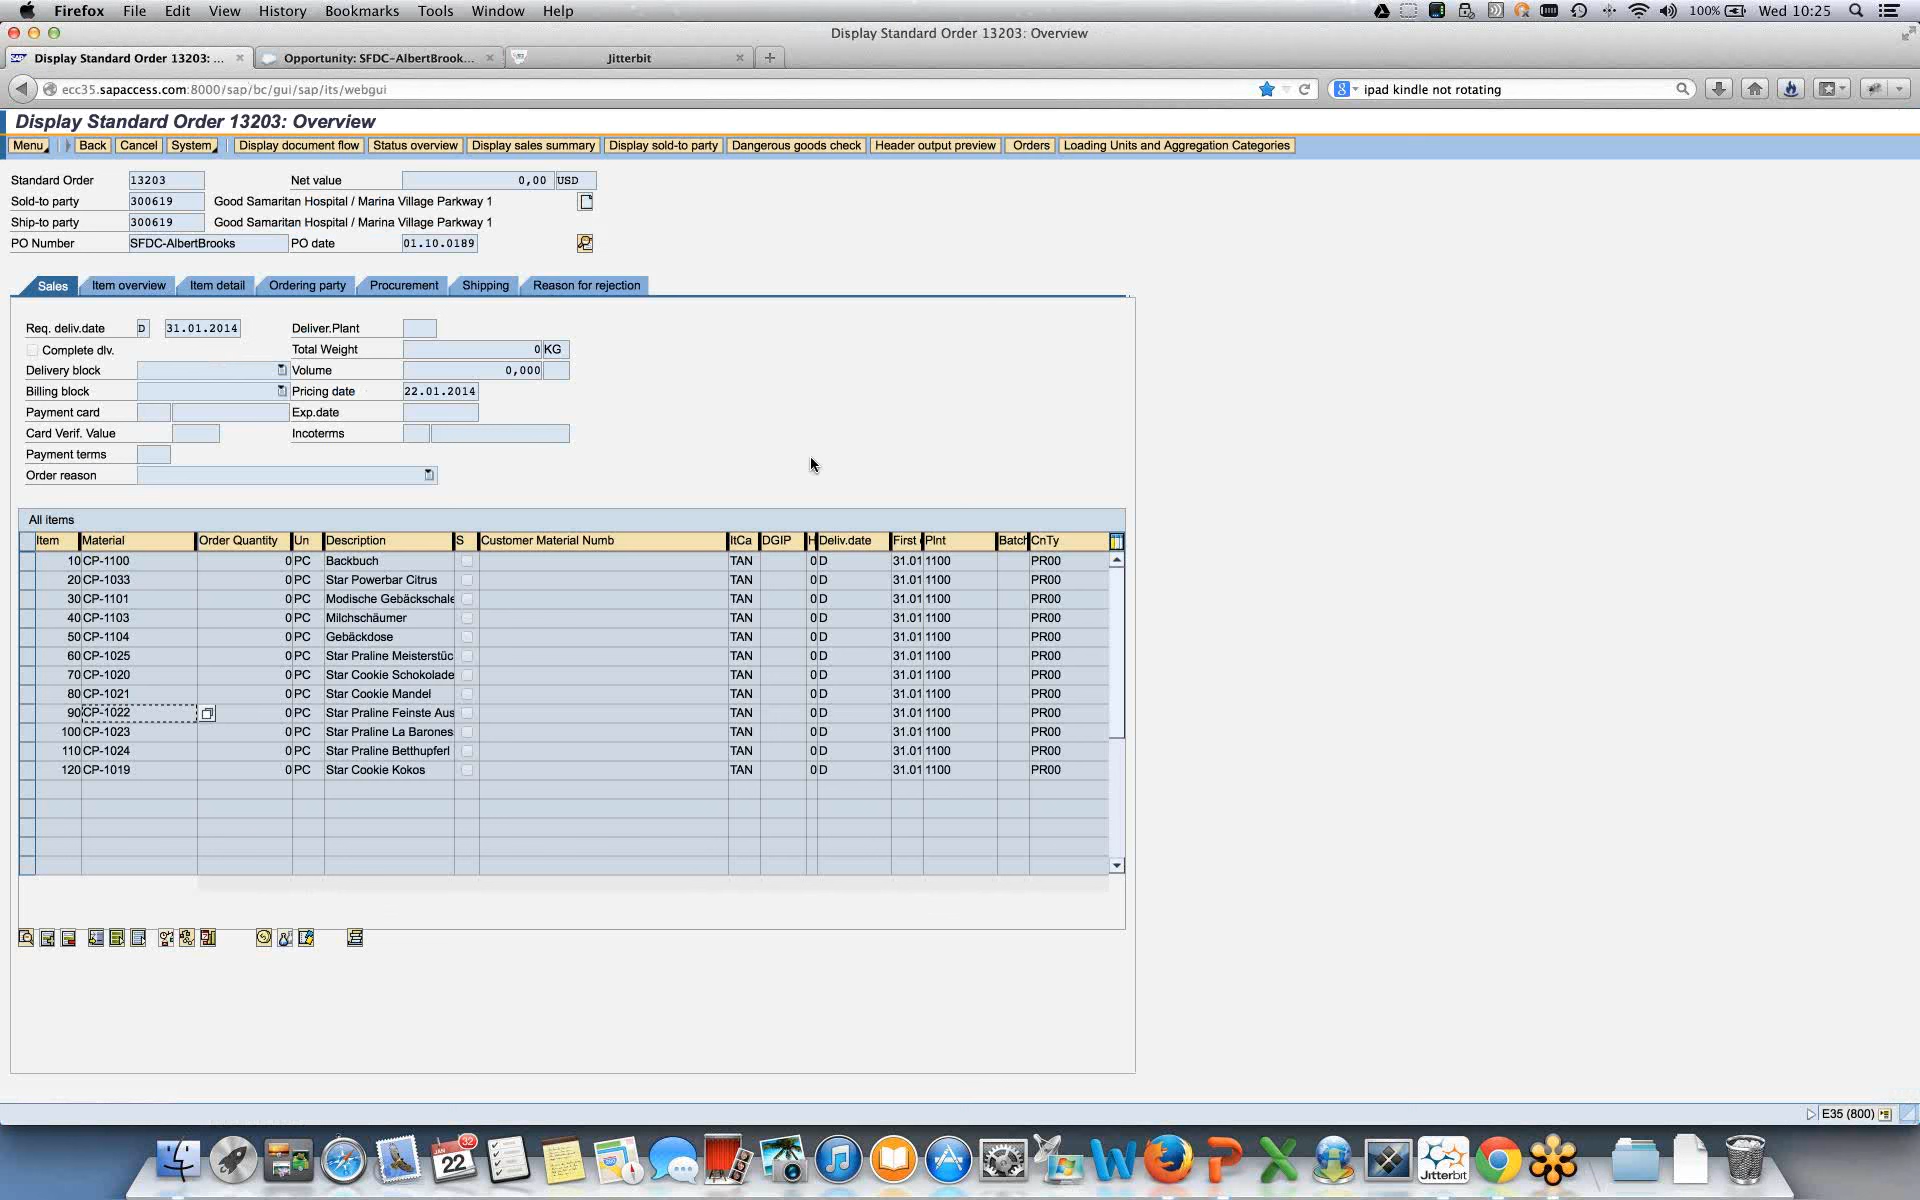 Firefox File Edit View History Bookmarks Tools Window Help 100% Wed 10:25
Display Standard Order 13203: Overview
Display Standard Order 13203: ... Opportunity: SFDC-AlbertBrook... Jitterbit
ecc35.sapaccess.com:8000/sap/bc/gui/sap/its/webgui ipad kindle not rotating
Display Standard Order 13203: Overview
Menu Back Cancel System Display document flow Status overview Display sales summary Display sold-to party Dangerous goods check Header output preview Orders Loading Units and Aggregation Categories
Standard Order 13203 Net value 0,00 USD
Sold-to party 300619 Good Samaritan Hospital / Marina Village Parkway 1
Ship-to party 300619 Good Samaritan Hospital / Marina Village Parkway 1
PO Number SFDC-AlbertBrooks PO date 01.10.0189
Sales Item overview Item detail Ordering party Procurement Shipping Reason for rejection
Req. deliv.date D 31.01.2014 Deliver.Plant
Complete dlv. Total Weight 0 KG
Delivery block Volume 0,000
Billing block Pricing date 22.01.2014
Payment card Exp.date
Card Verif. Value Incoterms
Payment terms
Order reason
All items
Item Material Order Quantity Un Description S Customer Material Numb ItCa DGIP H Deliv.date First Plnt Batch CnTy
10 CP-1100 0 PC Backbuch TAN 0 D 31.01 1100 PR00
20 CP-1033 0 PC Star Powerbar Citrus TAN 0 D 31.01 1100 PR00
30 CP-1101 0 PC Modische Gebäckschale TAN 0 D 31.01 1100 PR00
40 CP-1103 0 PC Milchschäumer TAN 0 D 31.01 1100 PR00
50 CP-1104 0 PC Gebäckdose TAN 0 D 31.01 1100 PR00
60 CP-1025 0 PC Star Praline Meisterstüc TAN 0 D 31.01 1100 PR00
70 CP-1020 0 PC Star Cookie Schokolade TAN 0 D 31.01 1100 PR00
80 CP-1021 0 PC Star Cookie Mandel TAN 0 D 31.01 1100 PR00
90 CP-1022 0 PC Star Praline Feinste Aus TAN 0 D 31.01 1100 PR00
100 CP-1023 0 PC Star Praline La Barones TAN 0 D 31.01 1100 PR00
110 CP-1024 0 PC Star Praline Betthupferl TAN 0 D 31.01 1100 PR00
120 CP-1019 0 PC Star Cookie Kokos TAN 0 D 31.01 1100 PR00
E35 (800)
32
JAN
22
Jitterbit